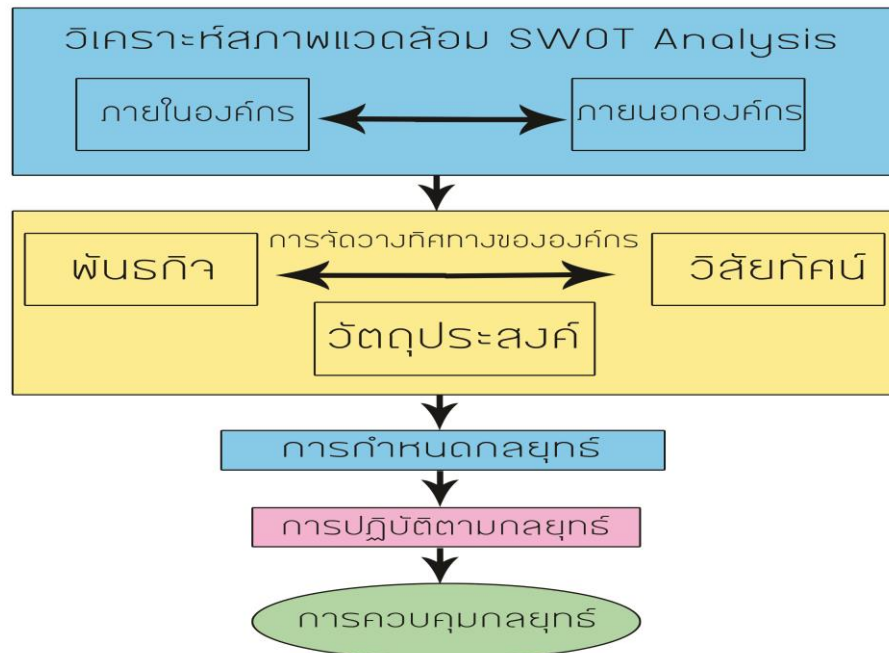 วิเคราะห์สภาพแวดล้อม SWOT Analysis
ภายในองค์กร
ภายนอกองค์กร
การจัดวางทิศทางขององค์กร
พันธกิจ
วิสัยทัศน์
วัตถุประสงค์
การกำหนดกลยุทธ์
การปฏิบัติตามกลยุทธ์
การควบคุมกลยุทธ์